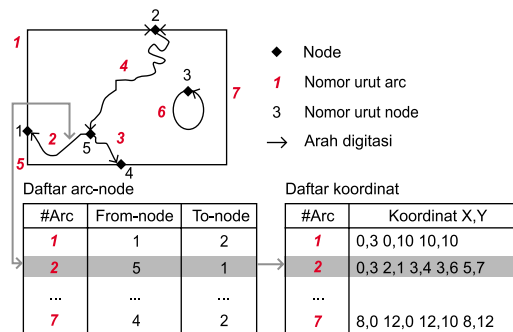 2
1
4
3
7
6
1
2
5
3
5
4
Node
1 Nomor urut arc
3 Nomor urut node
Arah digitasi
Daftar arc-node
#Arc From-node To-node
1 1 2
2 5 1
... ... ...
7 4 2
Daftar koordinat
#Arc Koordinat X,Y
1 0,3 0,10 10,10
2 0,3 2,1 3,4 3,6 5,7
...
7 8,0 12,0 12,10 8,12